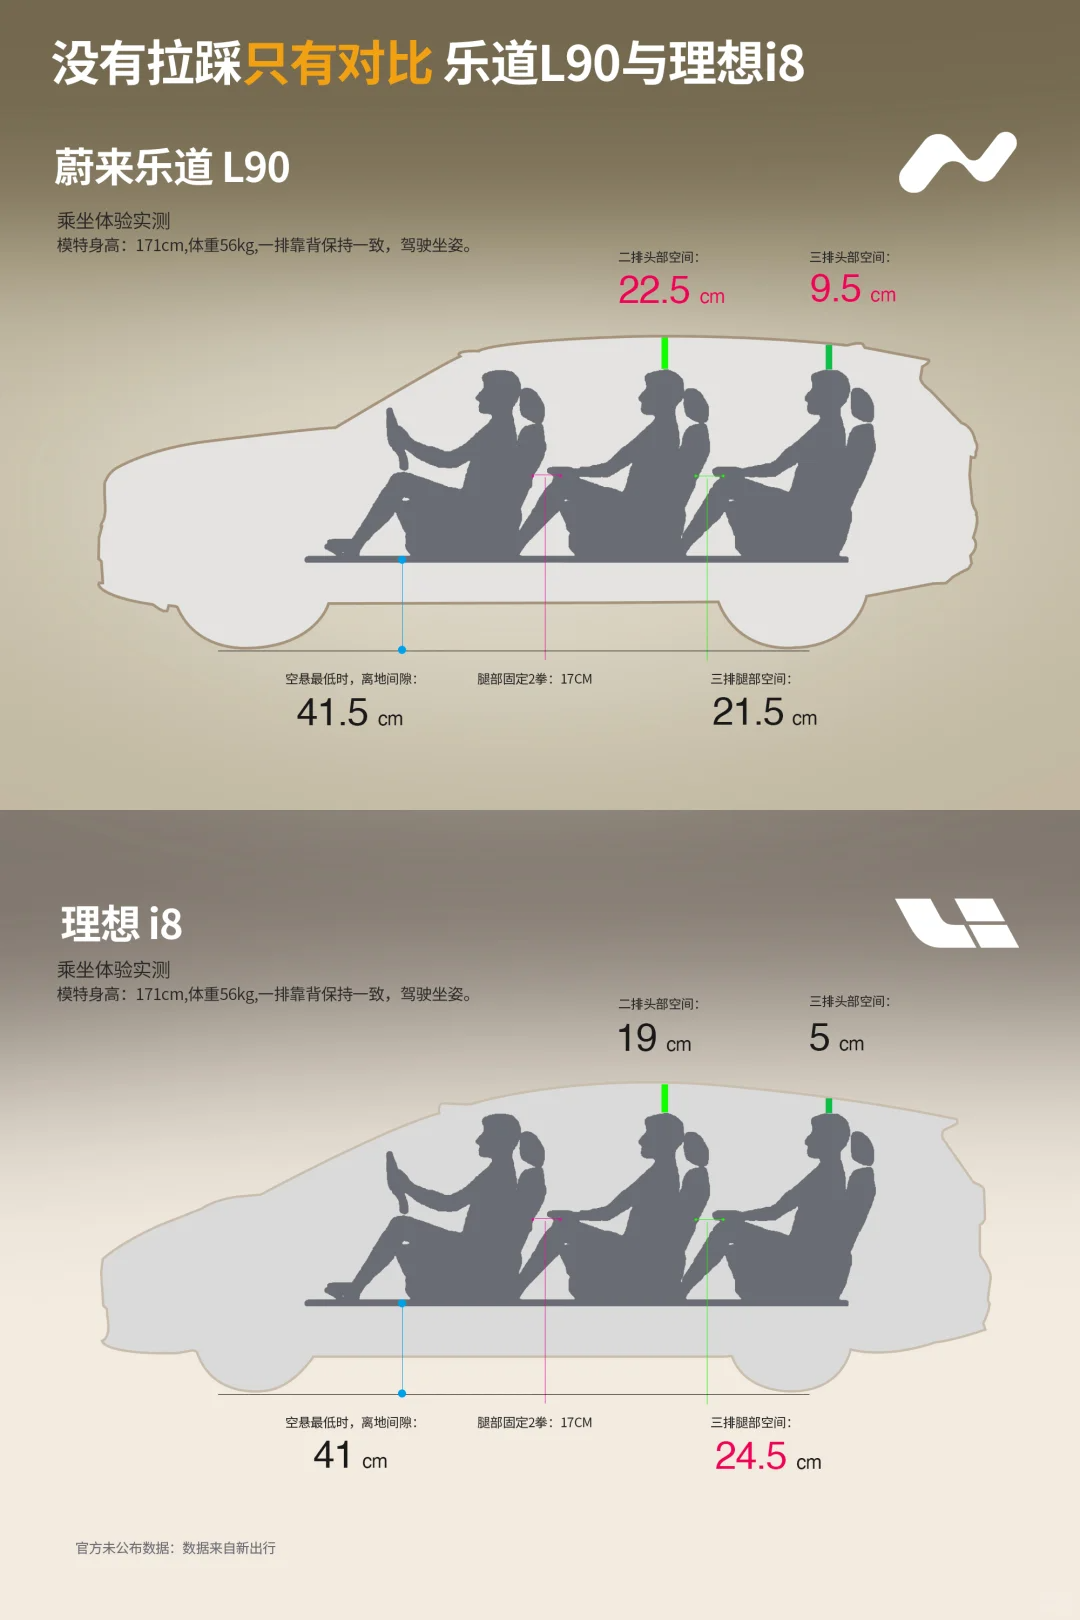 没有拉踩只有对比 乐道L90与理想i8
蔚来乐道 L90
乘坐体验实测
模特身高：171cm,体重56kg,一排靠背保持一致，驾驶坐姿。
二排头部空间：
22.5 cm
三排头部空间：
9.5 cm
空悬最低时，离地间隙：
41.5 cm
腿部固定2拳：17CM
三排腿部空间：
21.5 cm
理想 i8
乘坐体验实测
模特身高：171cm,体重56kg,一排靠背保持一致，驾驶坐姿。
二排头部空间：
19 cm
三排头部空间：
5 cm
空悬最低时，离地间隙：
41 cm
腿部固定2拳：17CM
三排腿部空间：
24.5 cm
官方未公布数据：数据来自新出行